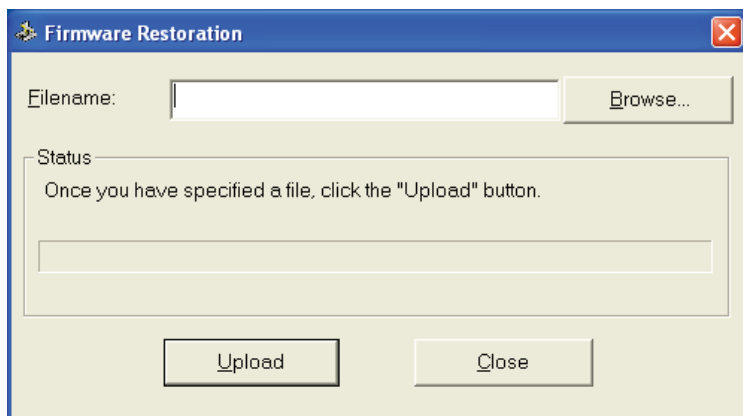 Firmware Restoration
Filename:
Browse...
Status
Once you have specified a file, click the "Upload" button.
Upload
Close